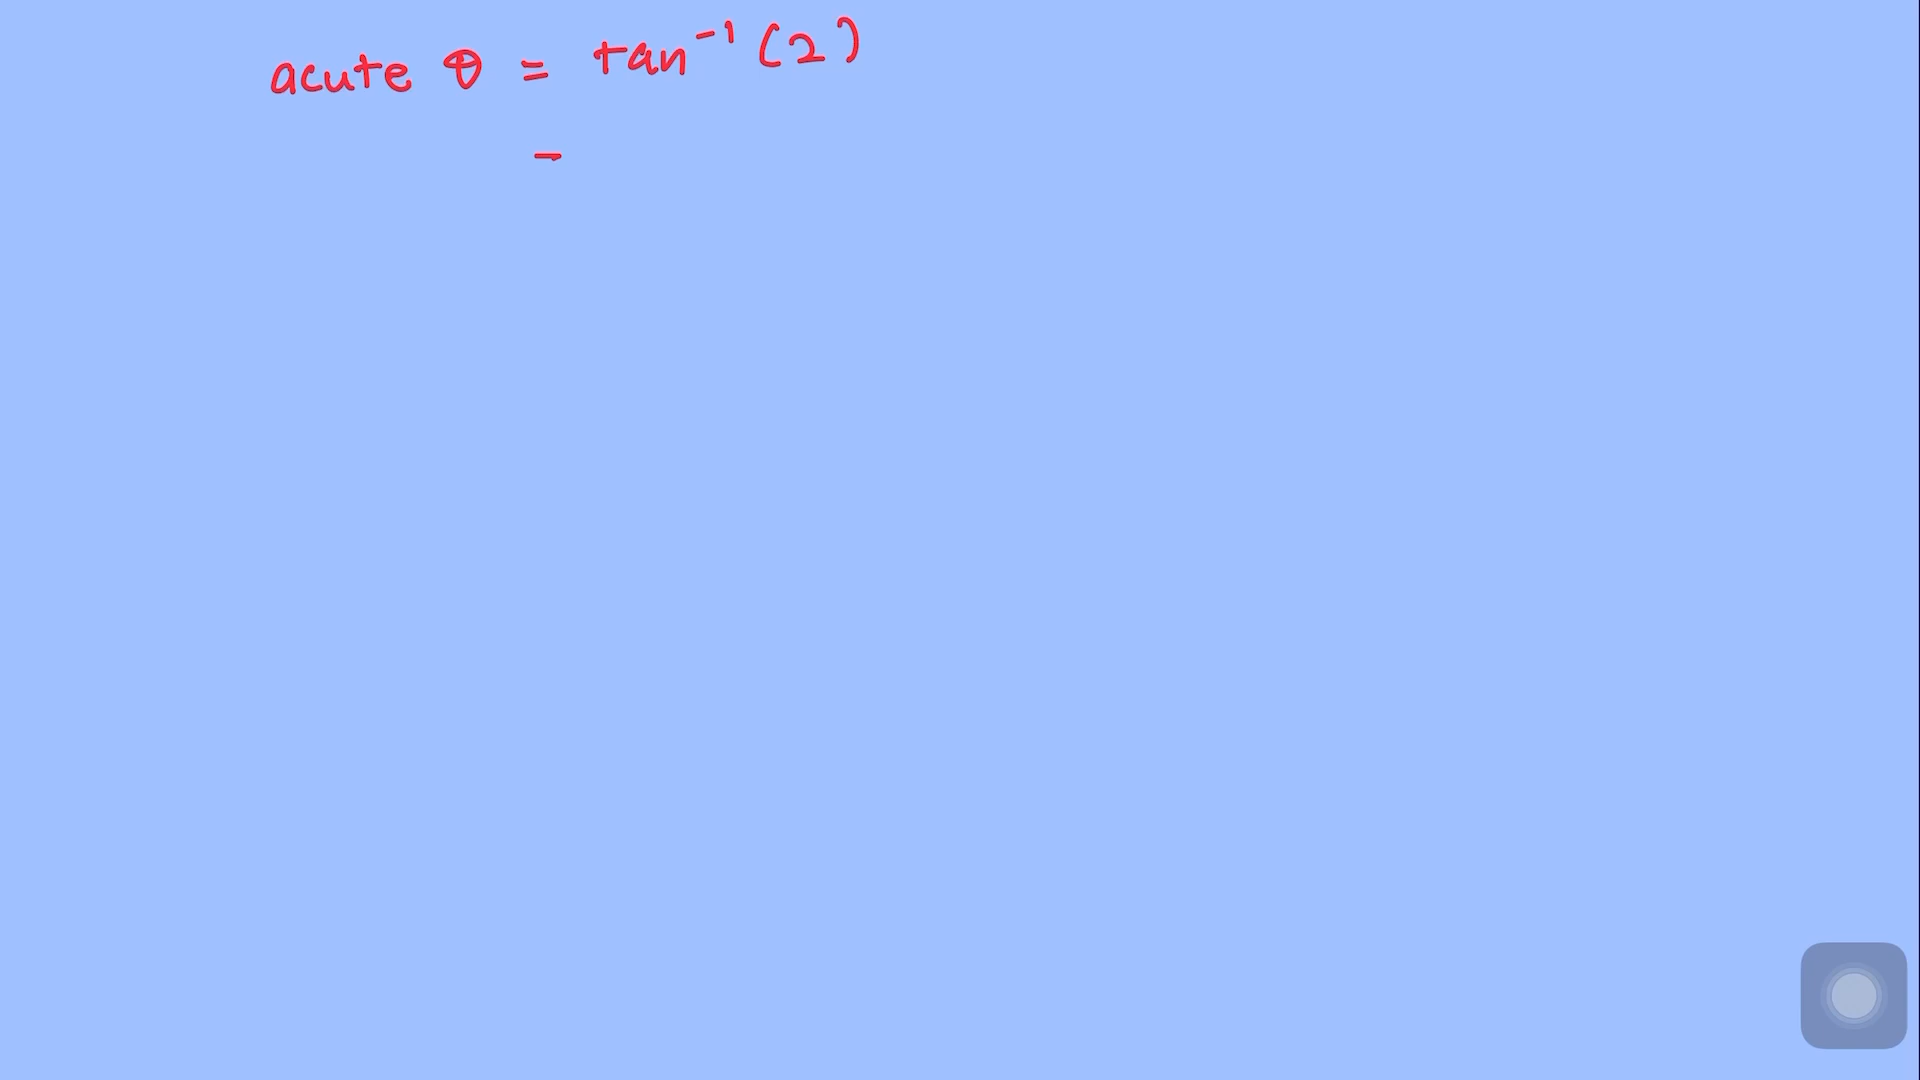 acute θ = tan⁻¹(2)
-